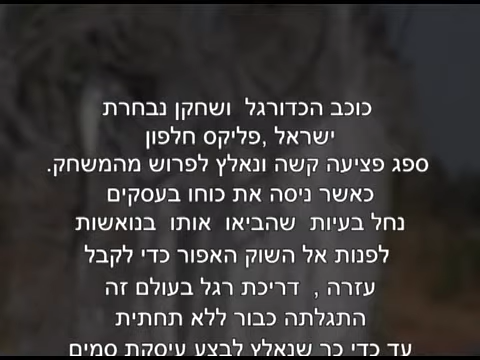 כוכב הכדורגל ושחקן נבחרת
ישראל ,פליקס חלפון
ספג פציעה קשה ונאלץ לפרוש מהמשחק.
כאשר ניסה את כוחו בעסקים
נחל בעיות שהביאו אותו בנואשות
לפנות אל השוק האפור כדי לקבל
עזרה , דריכת רגל בעולם זה
התגלתה כבור ללא תחתית
עד כדי כך שנאלץ לבצע עיסקת סמים